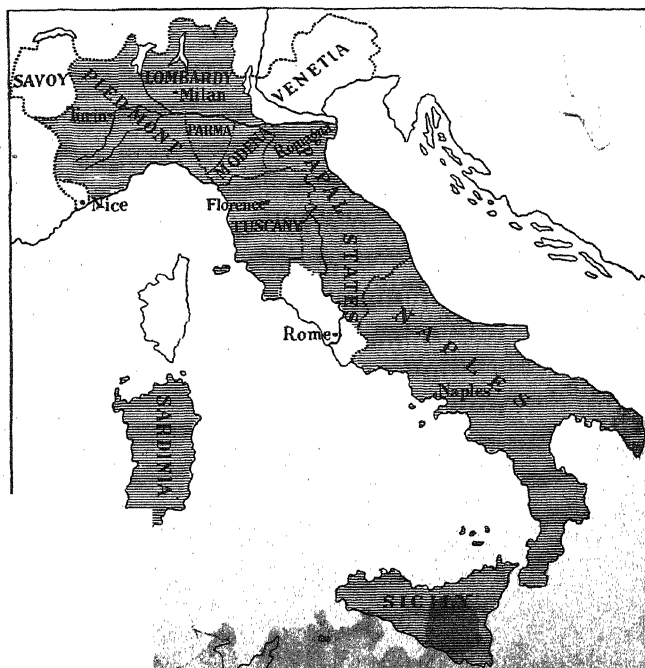 SAVOY
PIEDMONT
LOMBARDY
Milan
VENETIA
Turin
PARMA
MODENA
Romagna
PAPAL STATES
Nice
Florence
TUSCANY
Rome
NAPLES
Naples
SARDINIA
SICILY